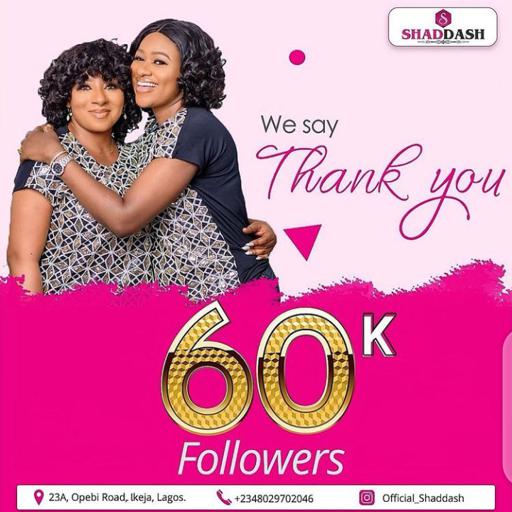 S
SHADDASH
We say
Thank you
60K
Followers
23A, Opebi Road, Ikeja, Lagos. +2348029702046 Official_Shaddash